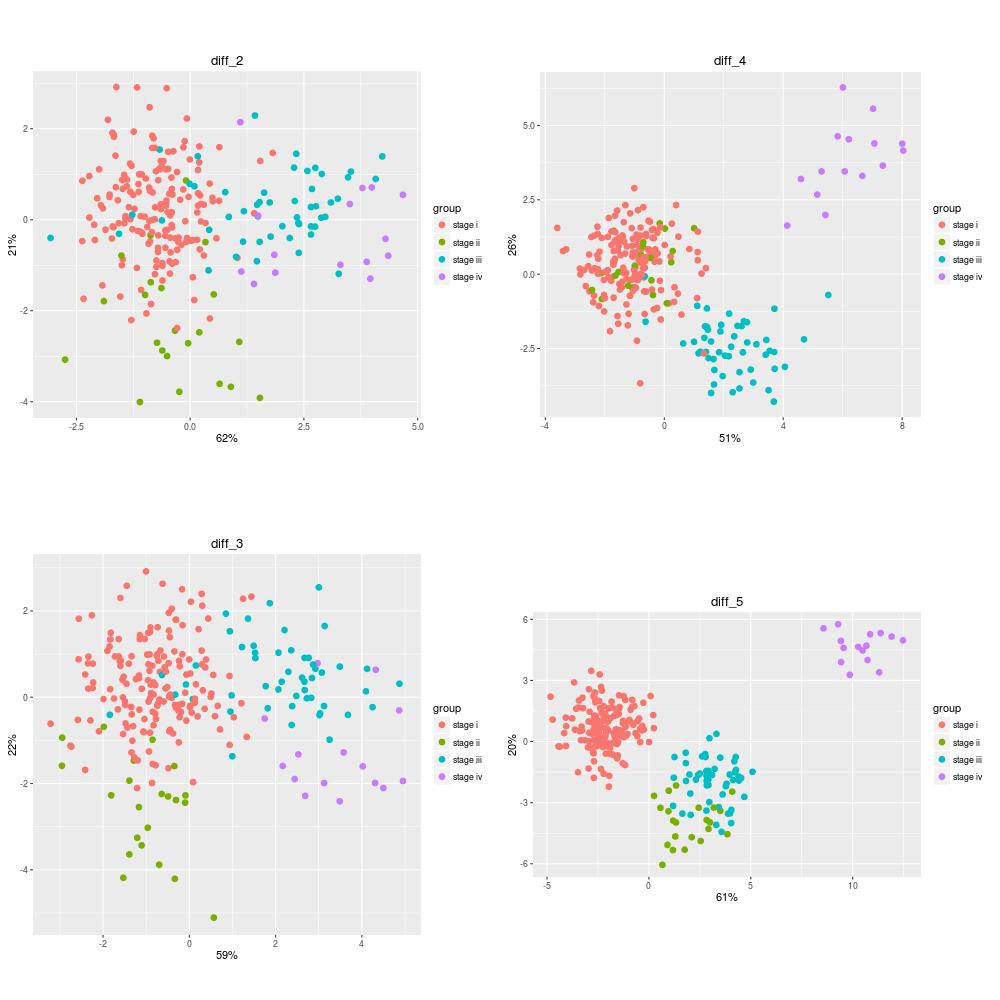 diff_2
2
0
-2
-4
21%
-2.5
0.0
2.5
5.0
62%
group
stage i
stage ii
stage iii
stage iv
diff_4
5.0
2.5
0.0
-2.5
26%
-4
0
4
8
51%
group
stage i
stage ii
stage iii
stage iv
diff_3
2
0
-2
-4
22%
-2
0
2
4
59%
group
stage i
stage ii
stage iii
stage iv
diff_5
6
3
0
-3
-6
20%
-5
0
5
10
61%
group
stage i
stage ii
stage iii
stage iv